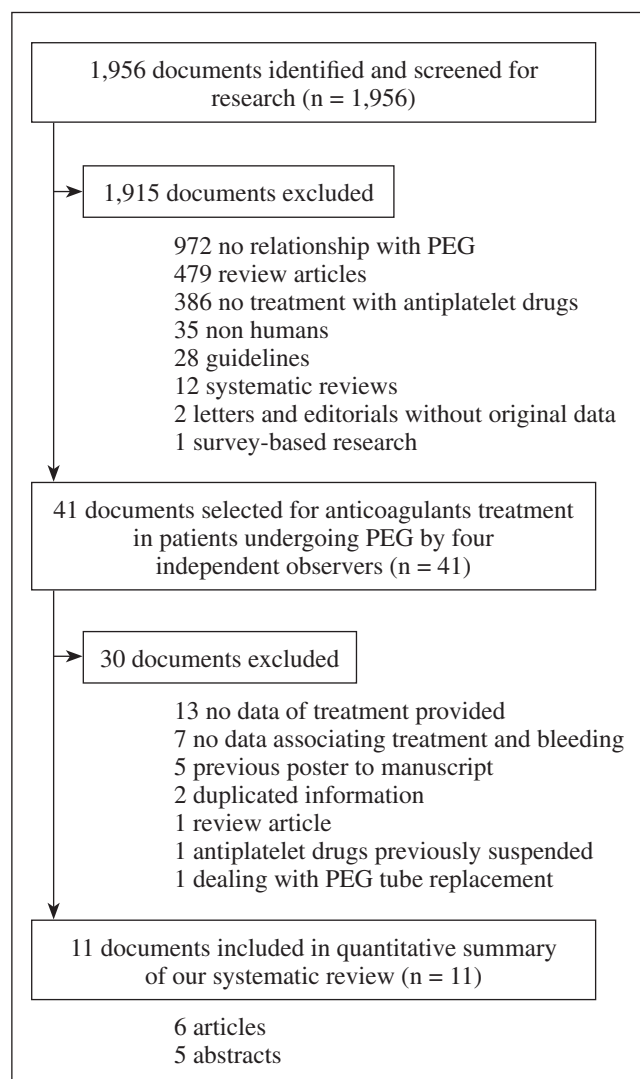 1,956 documents identified and screened for
research (n = 1,956)
1,915 documents excluded
972 no relationship with PEG
479 review articles
386 no treatment with antiplatelet drugs
35 non humans
28 guidelines
12 systematic reviews
2 letters and editorials without original data
1 survey-based research
41 documents selected for anticoagulants treatment
in patients undergoing PEG by four
independent observers (n = 41)
30 documents excluded
13 no data of treatment provided
7 no data associating treatment and bleeding
5 previous poster to manuscript
2 duplicated information
1 review article
1 antiplatelet drugs previously suspended
1 dealing with PEG tube replacement
11 documents included in quantitative summary
of our systematic review (n = 11)
6 articles
5 abstracts